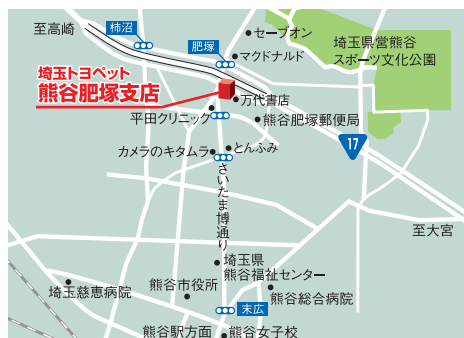 至高崎
柿沼
肥塚
セーブオン
マクドナルド
埼玉県営熊谷
スポーツ文化公園
埼玉トヨペット
熊谷肥塚支店
万代書店
平田クリニック
熊谷肥塚郵便局
17
カメラのキタムラ
とんふみ
さいたま博通り
至大宮
埼玉県
熊谷福祉センター
埼玉慈恵病院
熊谷市役所
熊谷総合病院
末広
熊谷駅方面
熊谷女子校